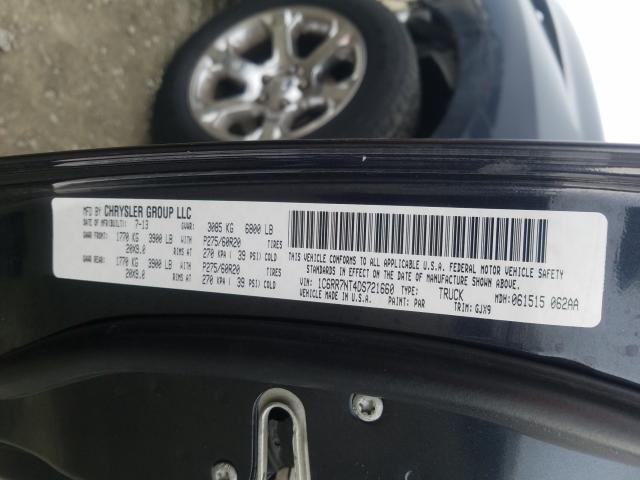 MFD BY CHRYSLER GROUP LLC
DATE OF MFR(BUILT): 7-13 GVWR: 3085 KG 6800 LB
GAWR FRONT: 1770 KG 3900 LB WITH P275/60R20 TIRES
20X9.0 RIMS AT 270 KPA ( 39 PSI) COLD
GAWR REAR: 1770 KG 3900 LB WITH P275/60R20 TIRES
20X9.0 RIMS AT 270 KPA ( 39 PSI) COLD
THIS VEHICLE CONFORMS TO ALL APPLICABLE U.S.A. FEDERAL MOTOR VEHICLE SAFETY
STANDARDS IN EFFECT ON THE DATE OF MANUFACTURE SHOWN ABOVE.
VIN: 1C6RR7NT4DS721660 TYPE: TRUCK MDH: 061515 062AA
VEHICLE MADE IN U.S.A. PAINT: PAR TRIM: GJX9